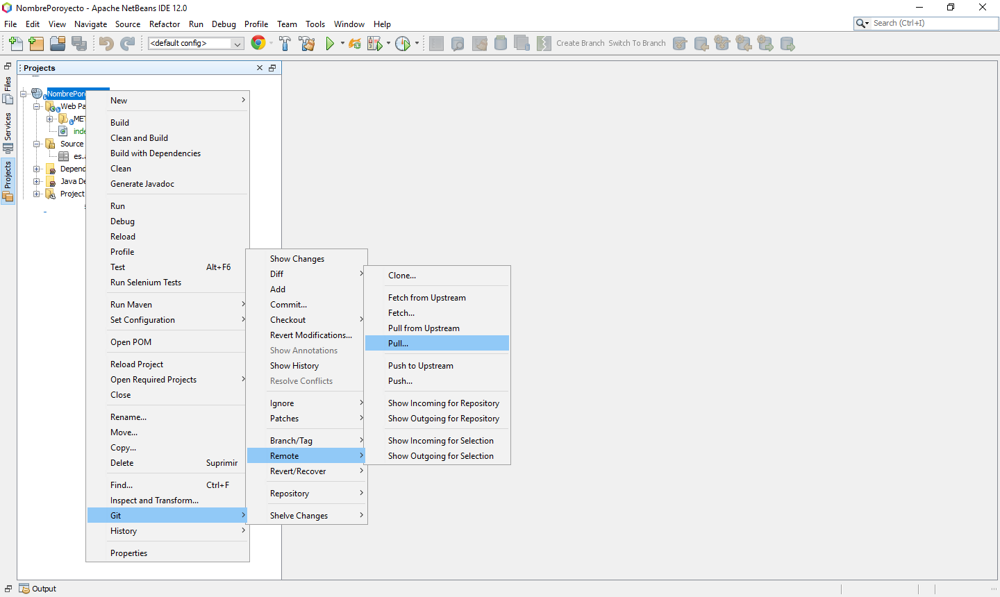 NombrePoroyecto - Apache NetBeans IDE 12.0
File Edit View Navigate Source Refactor Run Debug Profile Team Tools Window Help
Search (Ctrl+I)
<default config>
Create Branch Switch To Branch
Projects
Files
Services
Projects
NombrePor
Web Pa
MET
inde
Source
es.a
Depend
Java De
Project
New
Build
Clean and Build
Build with Dependencies
Clean
Generate Javadoc
Run
Debug
Reload
Profile
Test Alt+F6
Run Selenium Tests
Run Maven
Set Configuration
Open POM
Reload Project
Open Required Projects
Close
Rename...
Move...
Copy...
Delete Suprimir
Find... Ctrl+F
Inspect and Transform...
Git
History
Properties
Show Changes
Diff
Add
Commit...
Checkout
Revert Modifications...
Show Annotations
Show History
Resolve Conflicts
Ignore
Patches
Branch/Tag
Remote
Revert/Recover
Repository
Shelve Changes
Clone...
Fetch from Upstream
Fetch...
Pull from Upstream
Pull...
Push to Upstream
Push...
Show Incoming for Repository
Show Outgoing for Repository
Show Incoming for Selection
Show Outgoing for Selection
Output